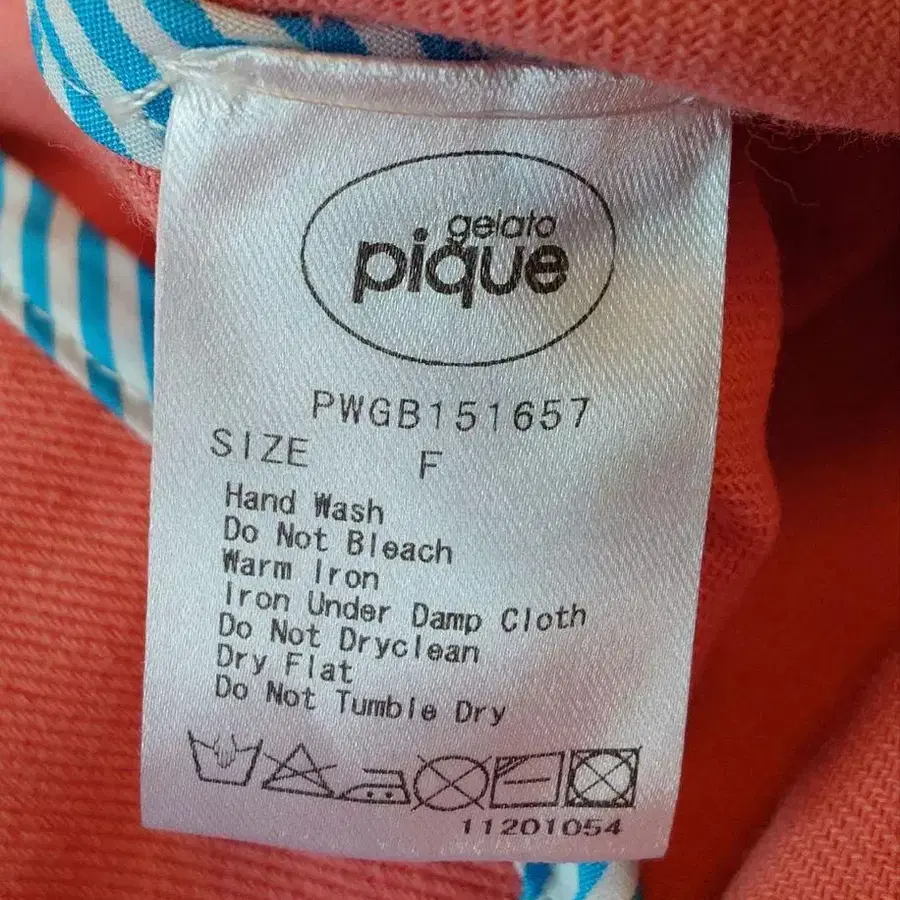 gelato
pique
PWGB151657
SIZE F
Hand Wash
Do Not Bleach
Warm Iron
Iron Under Damp Cloth
Do Not Dryclean
Dry Flat
Do Not Tumble Dry
11201054